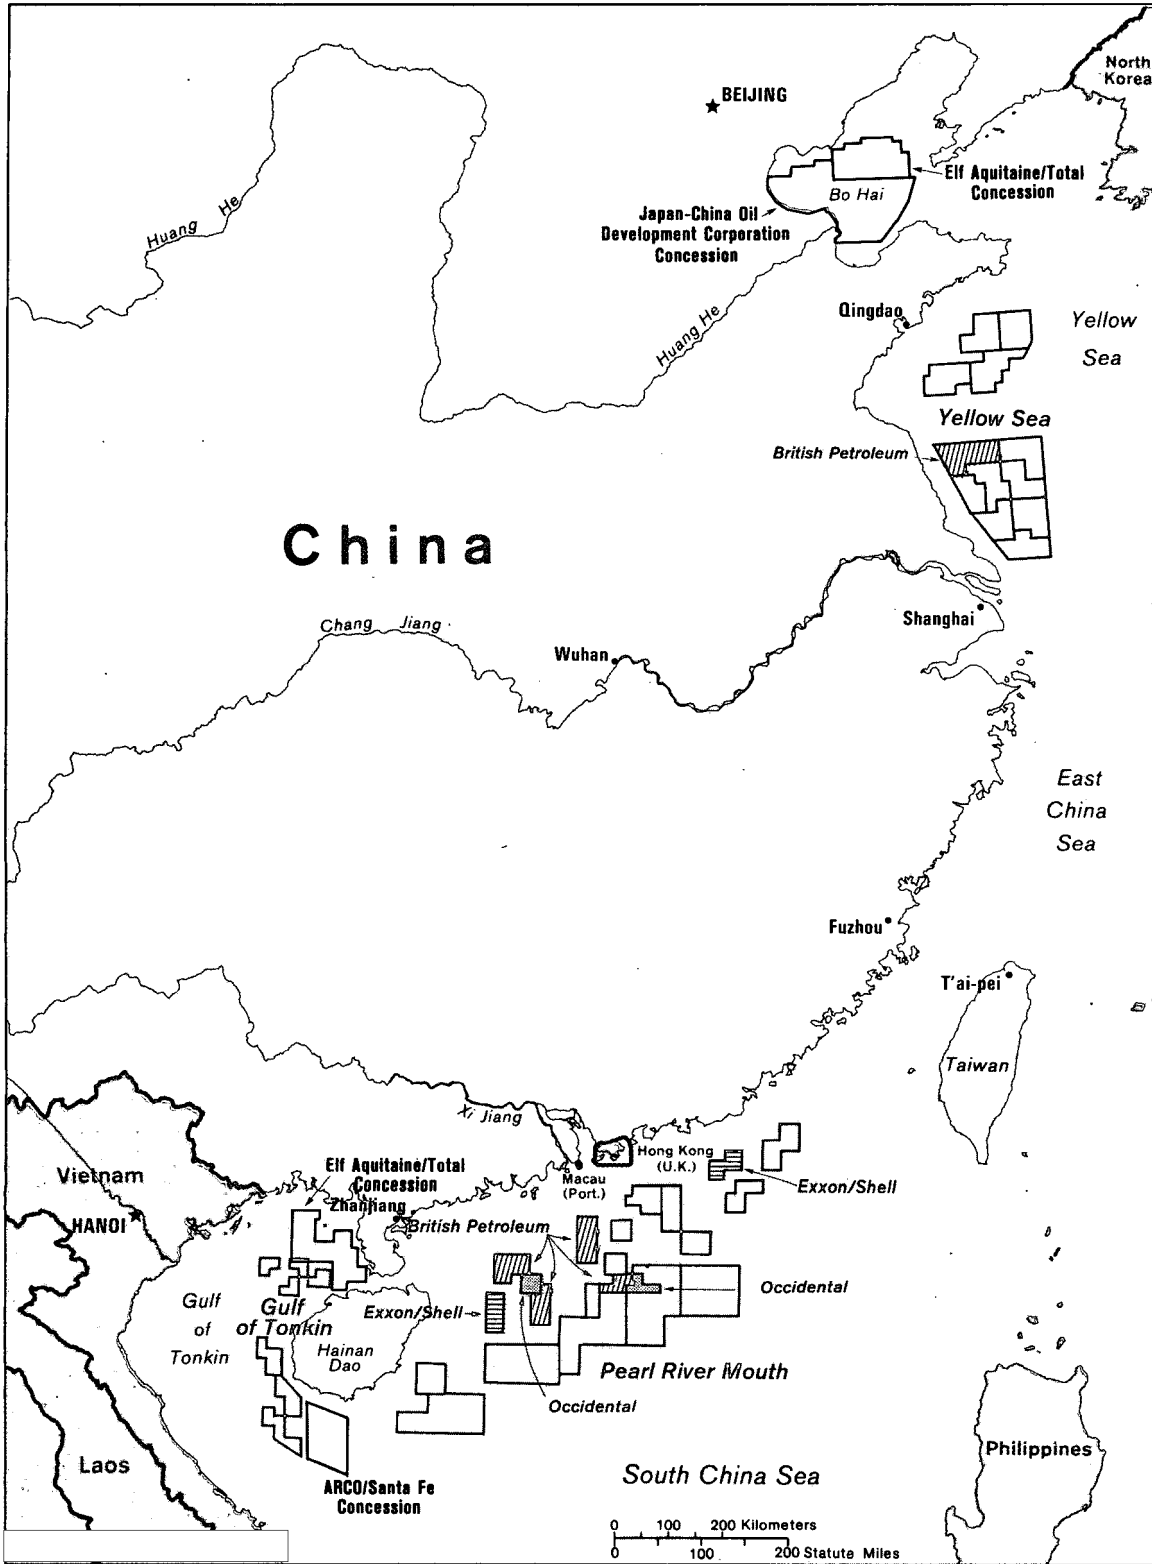 North
Korea
BEIJING
Elf Aquitaine/Total
Concession
Bo Hai
Japan-China Oil
Development Corporation
Concession
Huang He
Huang He
Qingdao
Yellow
Sea
Yellow Sea
British Petroleum
China
Shanghai
Chang Jiang
Wuhan
East
China
Sea
Fuzhou
T'ai-pei
Taiwan
Xi Jiang
Hong Kong
(U.K.)
Macau
(Port.)
Exxon/Shell
Vietnam
HANOI
Elf Aquitaine/Total
Concession
Zhanjiang
British Petroleum
Occidental
Gulf
of
Tonkin
Gulf
of Tonkin
Exxon/Shell
Hainan
Dao
Pearl River Mouth
Occidental
Philippines
Laos
South China Sea
ARCO/Santa Fe
Concession
0 100 200 Kilometers
0 100 200 Statute Miles